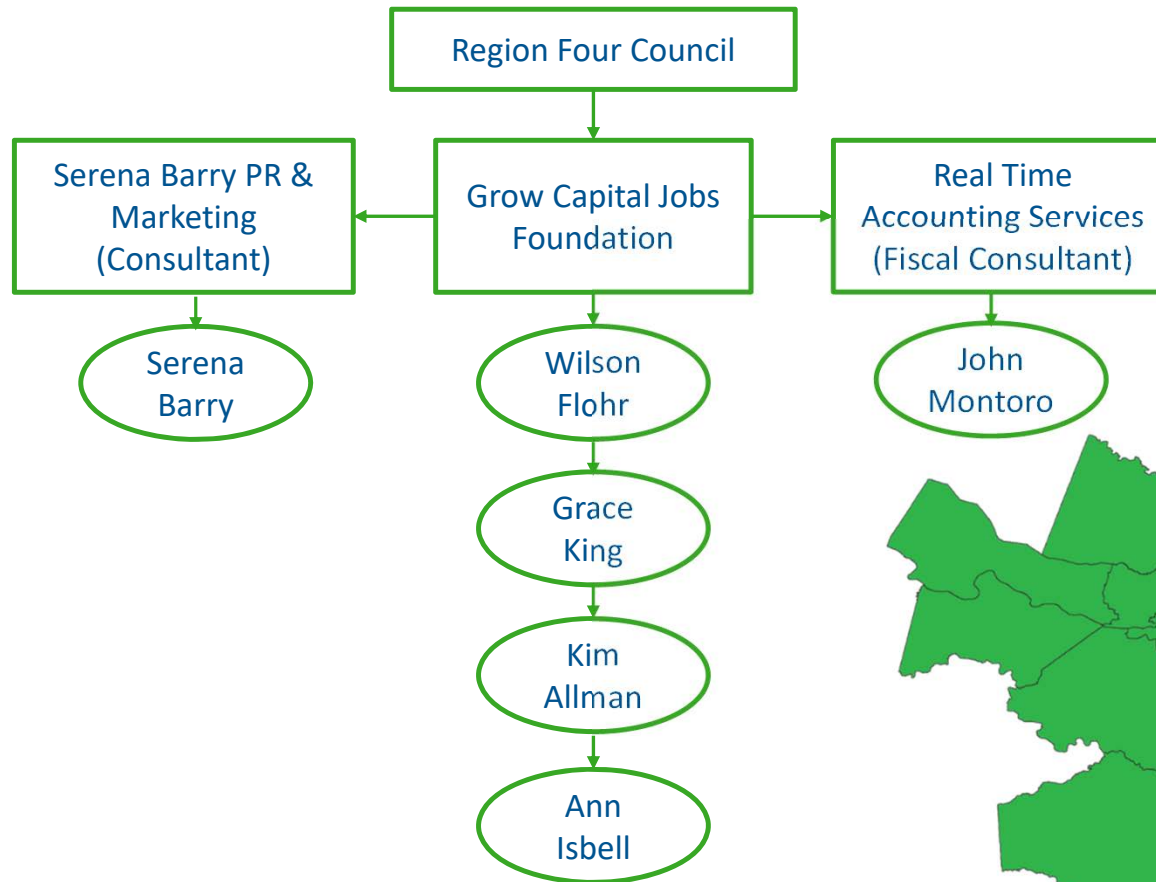 Region Four Council
Serena Barry PR &
Marketing
(Consultant)
Grow Capital Jobs
Foundation
Real Time
Accounting Services
(Fiscal Consultant)
Serena
Barry
Wilson
Flohr
John
Montoro
Grace
King
Kim
Allman
Ann
Isbell